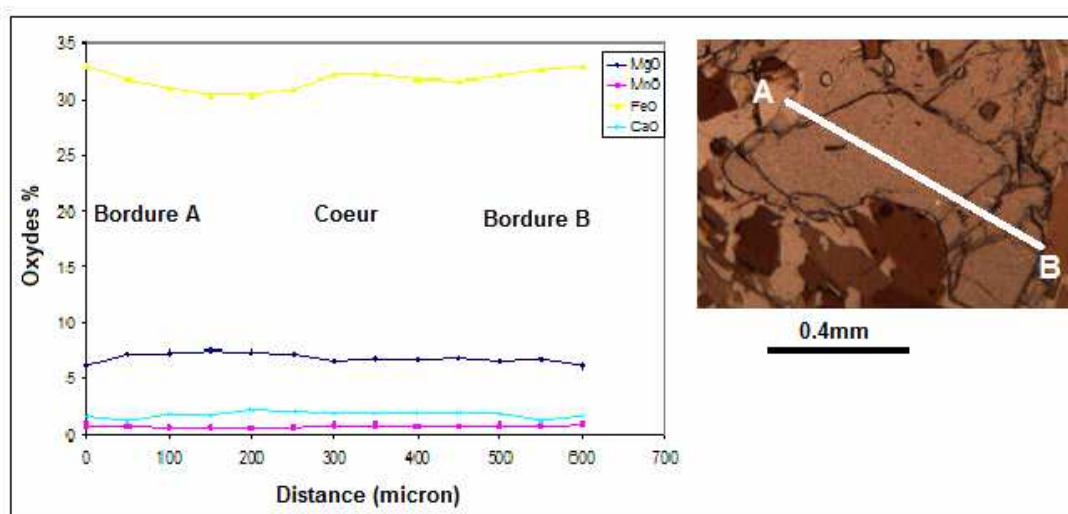 Oxydes %
35
30
25
20
15
10
5
0
0 100 200 300 400 500 600 700
Distance (micron)
Bordure A
Coeur
Bordure B
MgO
MnO
FeO
CaO
A
B
0.4mm